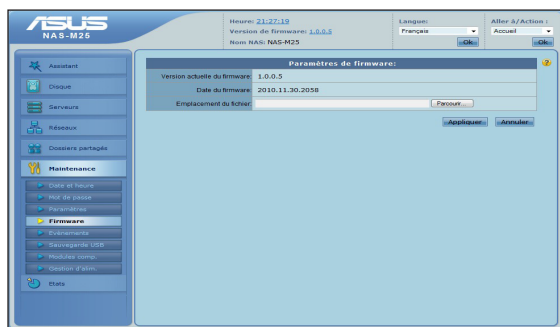 ASUS
NAS-M25
Heure: 21:27:19
Version de firmware: 1.0.0.5
Nom NAS: NAS-M25
Langue:
Français
Ok
Aller à/Action :
Accueil
Ok
Assistant
Disque
Serveurs
Réseaux
Dossiers partagés
Maintenance
Date et heure
Mot de passe
Paramètres
Firmware
Evènements
Sauvegarde USB
Modules comp.
Gestion d'alim.
Etats
Paramètres de firmware:
Version actuelle du firmware: 1.0.0.5
Date du firmware: 2010.11.30.2058
Emplacement du fichier: Parcourir...
Appliquer Annuler